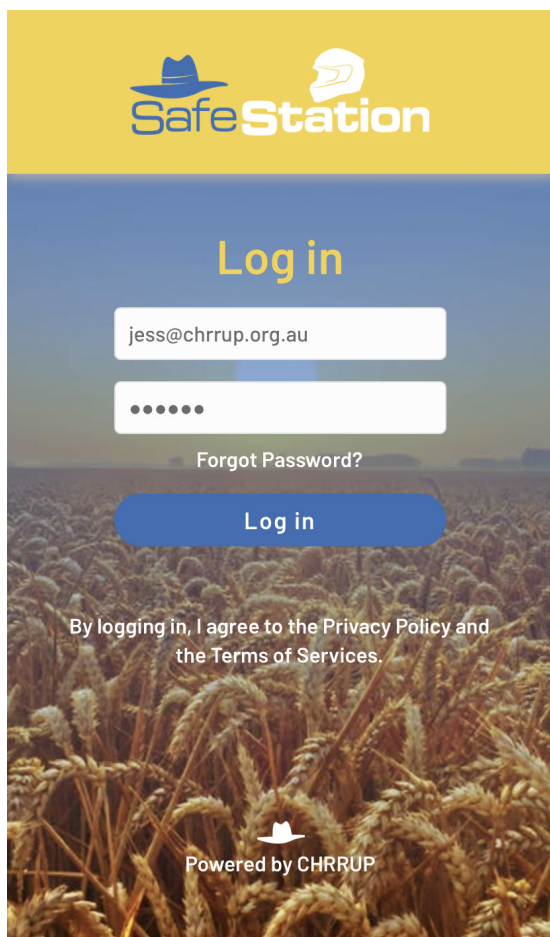 SafeStation
Log in
jess@chrrup.org.au
••••••
Forgot Password?
Log in
By logging in, I agree to the Privacy Policy and
the Terms of Services.
Powered by CHRRUP